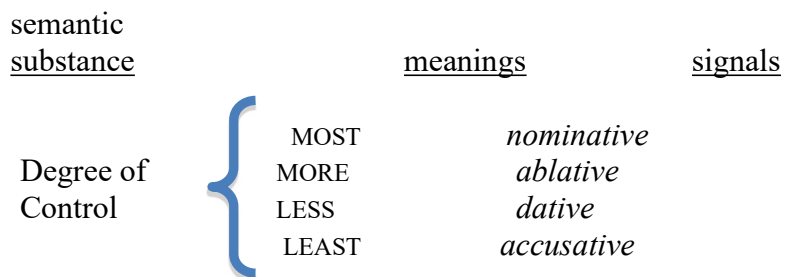 semantic
substance meanings signals
MOST nominative
Degree of MORE ablative
Control LESS dative
LEAST accusative